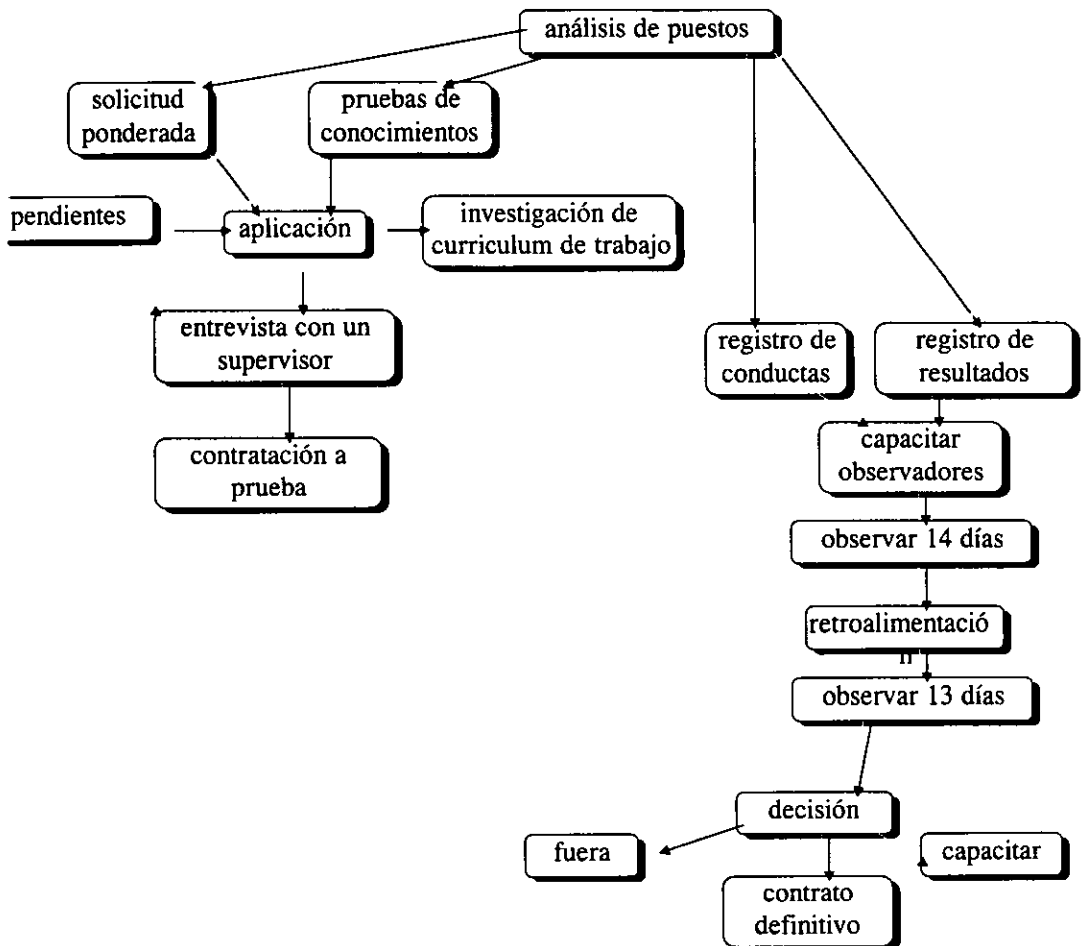 análisis de puestos
solicitud
ponderada
pruebas de
conocimientos
pendientes
aplicación
investigación de
curriculum de trabajo
entrevista con un
supervisor
registro de
conductas
registro de
resultados
contratación a
prueba
capacitar
observadores
observar 14 días
retroalimentació
n
observar 13 días
decisión
fuera
capacitar
contrato
definitivo